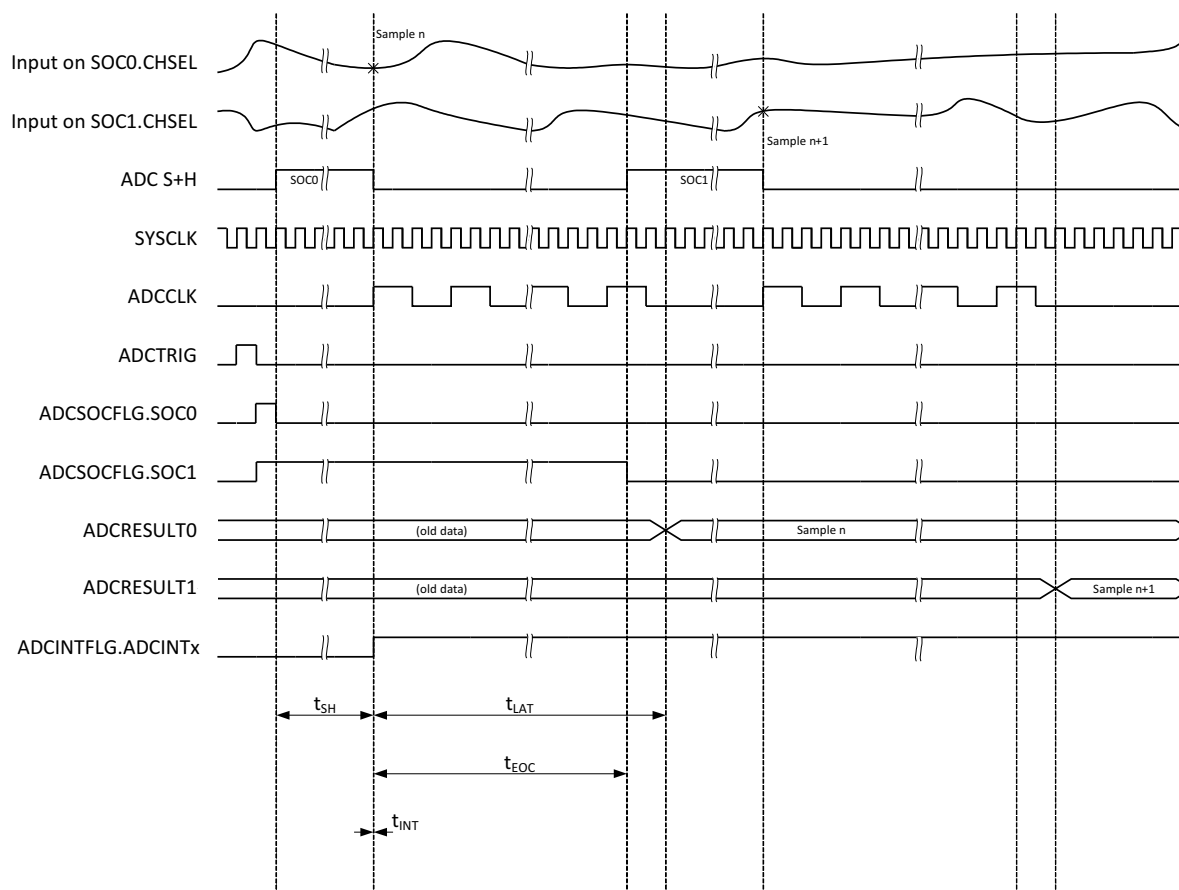 Sample n
Input on SOC0.CHSEL
Input on SOC1.CHSEL
Sample n+1
ADC S+H
SOC0
SOC1
SYSCLK
ADCCLK
ADCTRIG
ADCSOCFLG.SOC0
ADCSOCFLG.SOC1
ADCRESULT0
(old data)
Sample n
ADCRESULT1
(old data)
Sample n+1
ADCINTFLG.ADCINTx
tSH
tLAT
tEOC
tINT